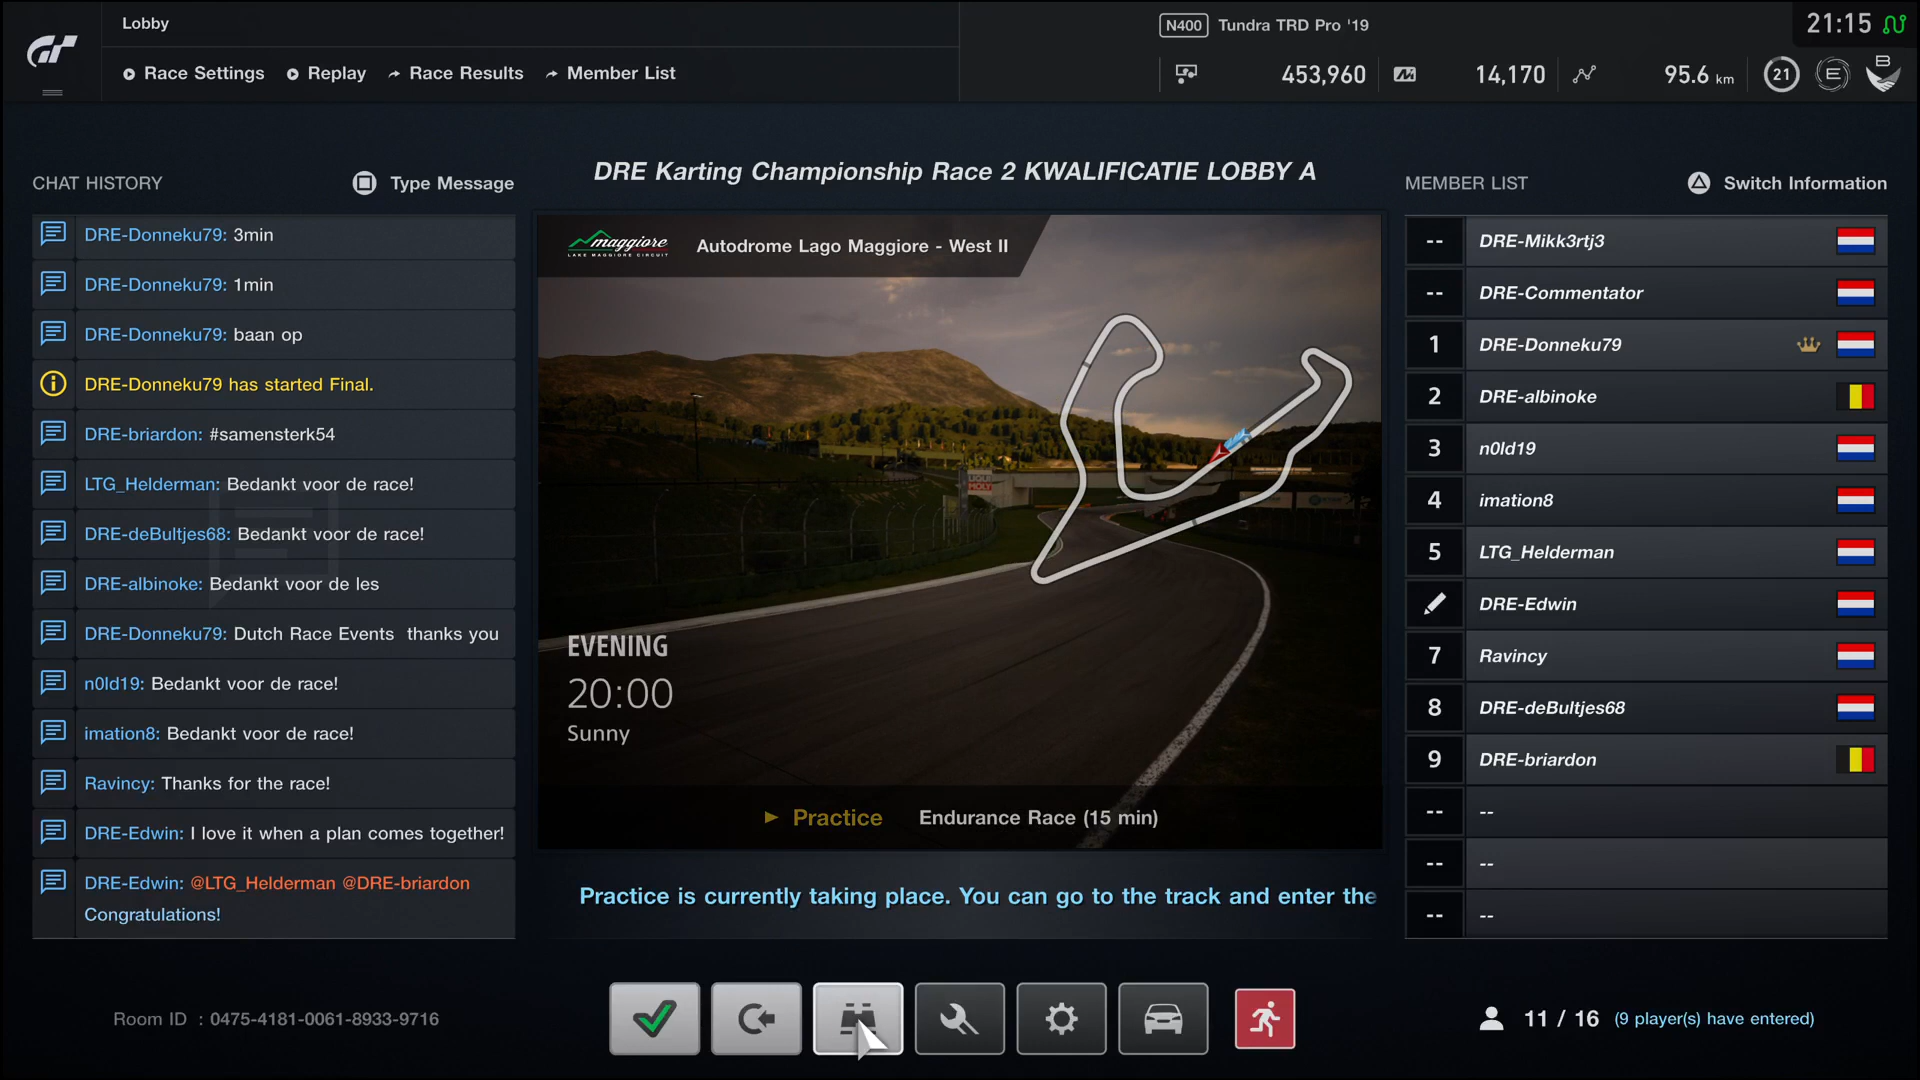 Lobby
N400 Tundra TRD Pro '19
21:15
Race Settings Replay Race Results Member List
453,960 14,170 95.6 km 21 E B
DRE Karting Championship Race 2 KWALIFICATIE LOBBY A
CHAT HISTORY Type Message
DRE-Donneku79: 3min
DRE-Donneku79: 1min
DRE-Donneku79: baan op
DRE-Donneku79 has started Final.
DRE-briardon: #samensterk54
LTG_Helderman: Bedankt voor de race!
DRE-deBultjes68: Bedankt voor de race!
DRE-albinoke: Bedankt voor de les
DRE-Donneku79: Dutch Race Events thanks you
n0ld19: Bedankt voor de race!
imation8: Bedankt voor de race!
Ravincy: Thanks for the race!
DRE-Edwin: I love it when a plan comes together!
DRE-Edwin: @LTG_Helderman @DRE-briardon
Congratulations!
maggiore
LAKE MAGGIORE CIRCUIT
Autodrome Lago Maggiore - West II
LIQUI
MOLY
EVENING
20:00
Sunny
Practice Endurance Race (15 min)
Practice is currently taking place. You can go to the track and enter the
MEMBER LIST Switch Information
-- DRE-Mikk3rtj3
-- DRE-Commentator
1 DRE-Donneku79
2 DRE-albinoke
3 n0ld19
4 imation8
5 LTG_Helderman
DRE-Edwin
7 Ravincy
8 DRE-deBultjes68
9 DRE-briardon
-- --
-- --
-- --
Room ID : 0475-4181-0061-8933-9716
11 / 16 (9 player(s) have entered)